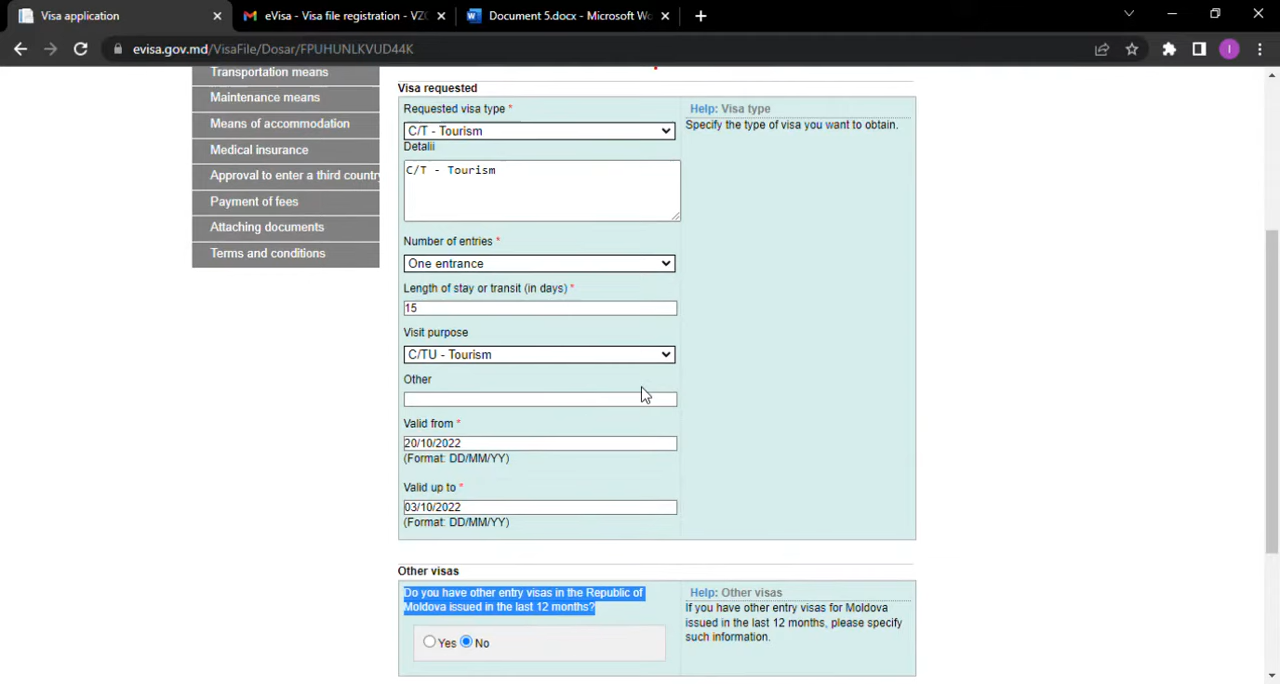 Visa application
eVisa - Visa file registration - VZC
Document 5.docx - Microsoft Wo
evisa.gov.md/VisaFile/Dosar/FPUHUNLKVUD44K
I
Transportation means
Maintenance means
Means of accommodation
Medical insurance
Approval to enter a third country
Payment of fees
Attaching documents
Terms and conditions
Visa requested
Requested visa type *
C/T - Tourism
Detalii
C/T - Tourism
Number of entries *
One entrance
Length of stay or transit (in days) *
15
Visit purpose
C/TU - Tourism
Other
Valid from *
20/10/2022
(Format: DD/MM/YY)
Valid up to *
03/10/2022
(Format: DD/MM/YY)
Help: Visa type
Specify the type of visa you want to obtain.
Other visas
Do you have other entry visas in the Republic of
Moldova issued in the last 12 months?
Yes No
Help: Other visas
If you have other entry visas for Moldova
issued in the last 12 months, please specify
such information.